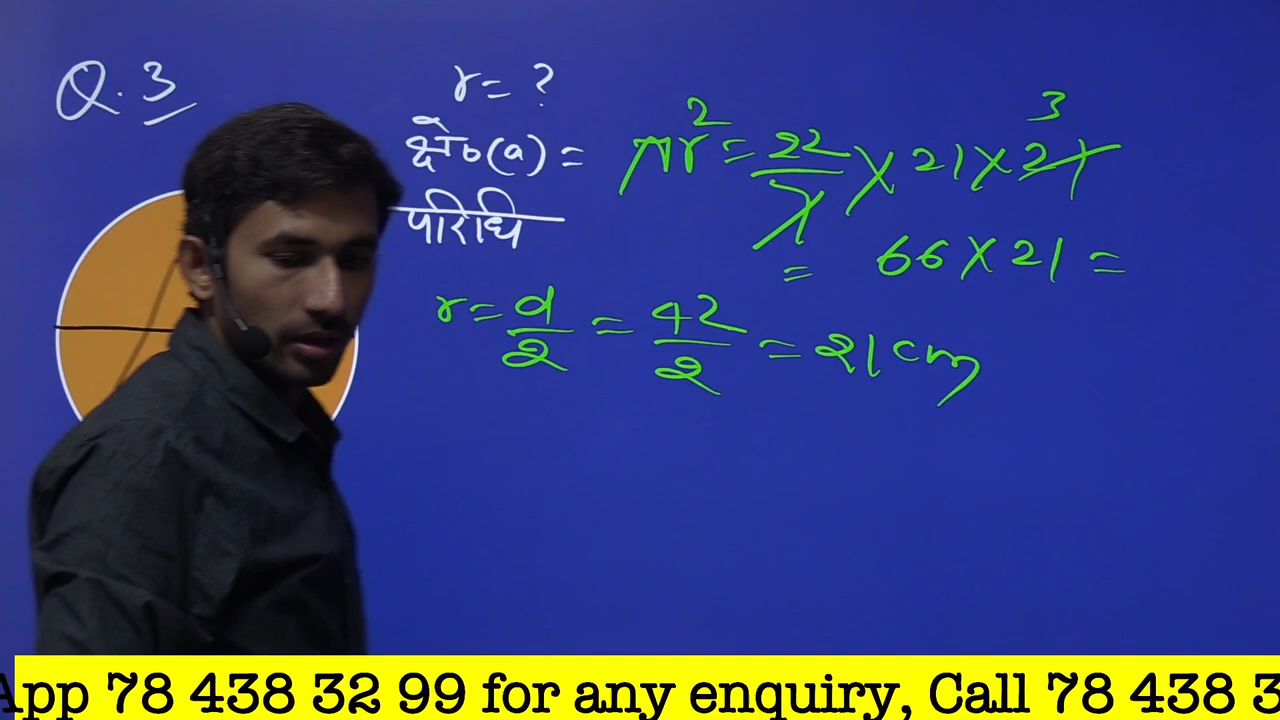 Q. 3
r = ?
क्षे०(a) = πr² = 22/7 × 21 × 21 3
परिधि
= 66 × 21 =
r = d/2 = 42/2 = 21 cm
App 78 438 32 99 for any enquiry, Call 78 438 3